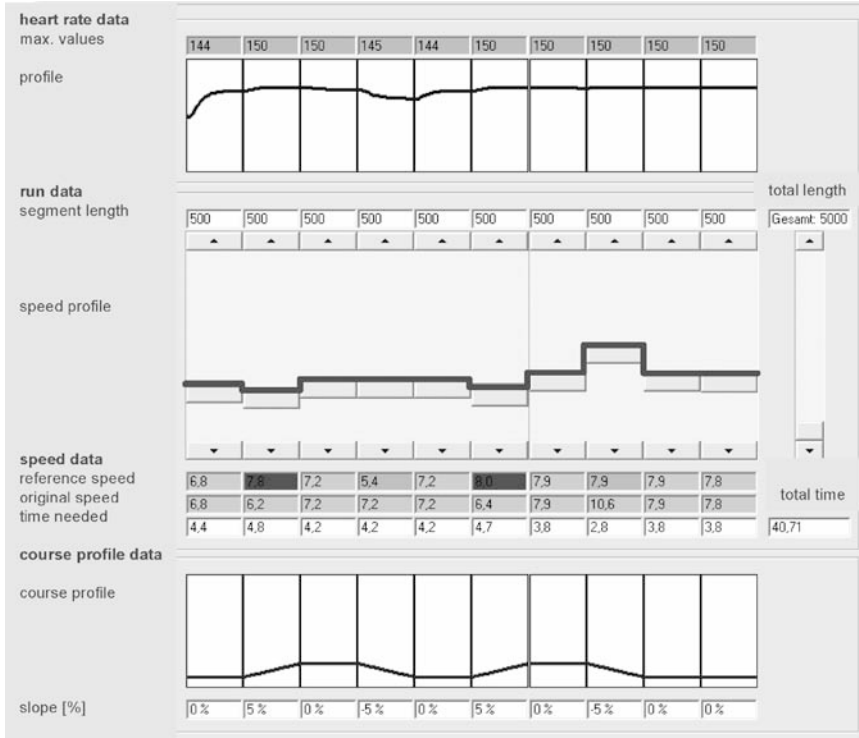 heart rate data
max. values
144 150 150 145 144 150 150 150 150 150
profile
run data
total length
segment length
500 500 500 500 500 500 500 500 500 500 Gesamt: 5000
speed profile
speed data
reference speed
6,8 7,8 7,2 5,4 7,2 8,0 7,9 7,9 7,9 7,8
original speed
total time
6,8 6,2 7,2 7,2 7,2 6,4 7,9 10,6 7,9 7,8
time needed
4,4 4,8 4,2 4,2 4,2 4,7 3,8 2,8 3,8 3,8 40,71
course profile data
course profile
slope [%]
0 % 5 % 0 % -5 % 0 % 5 % 0 % -5 % 0 % 0 %